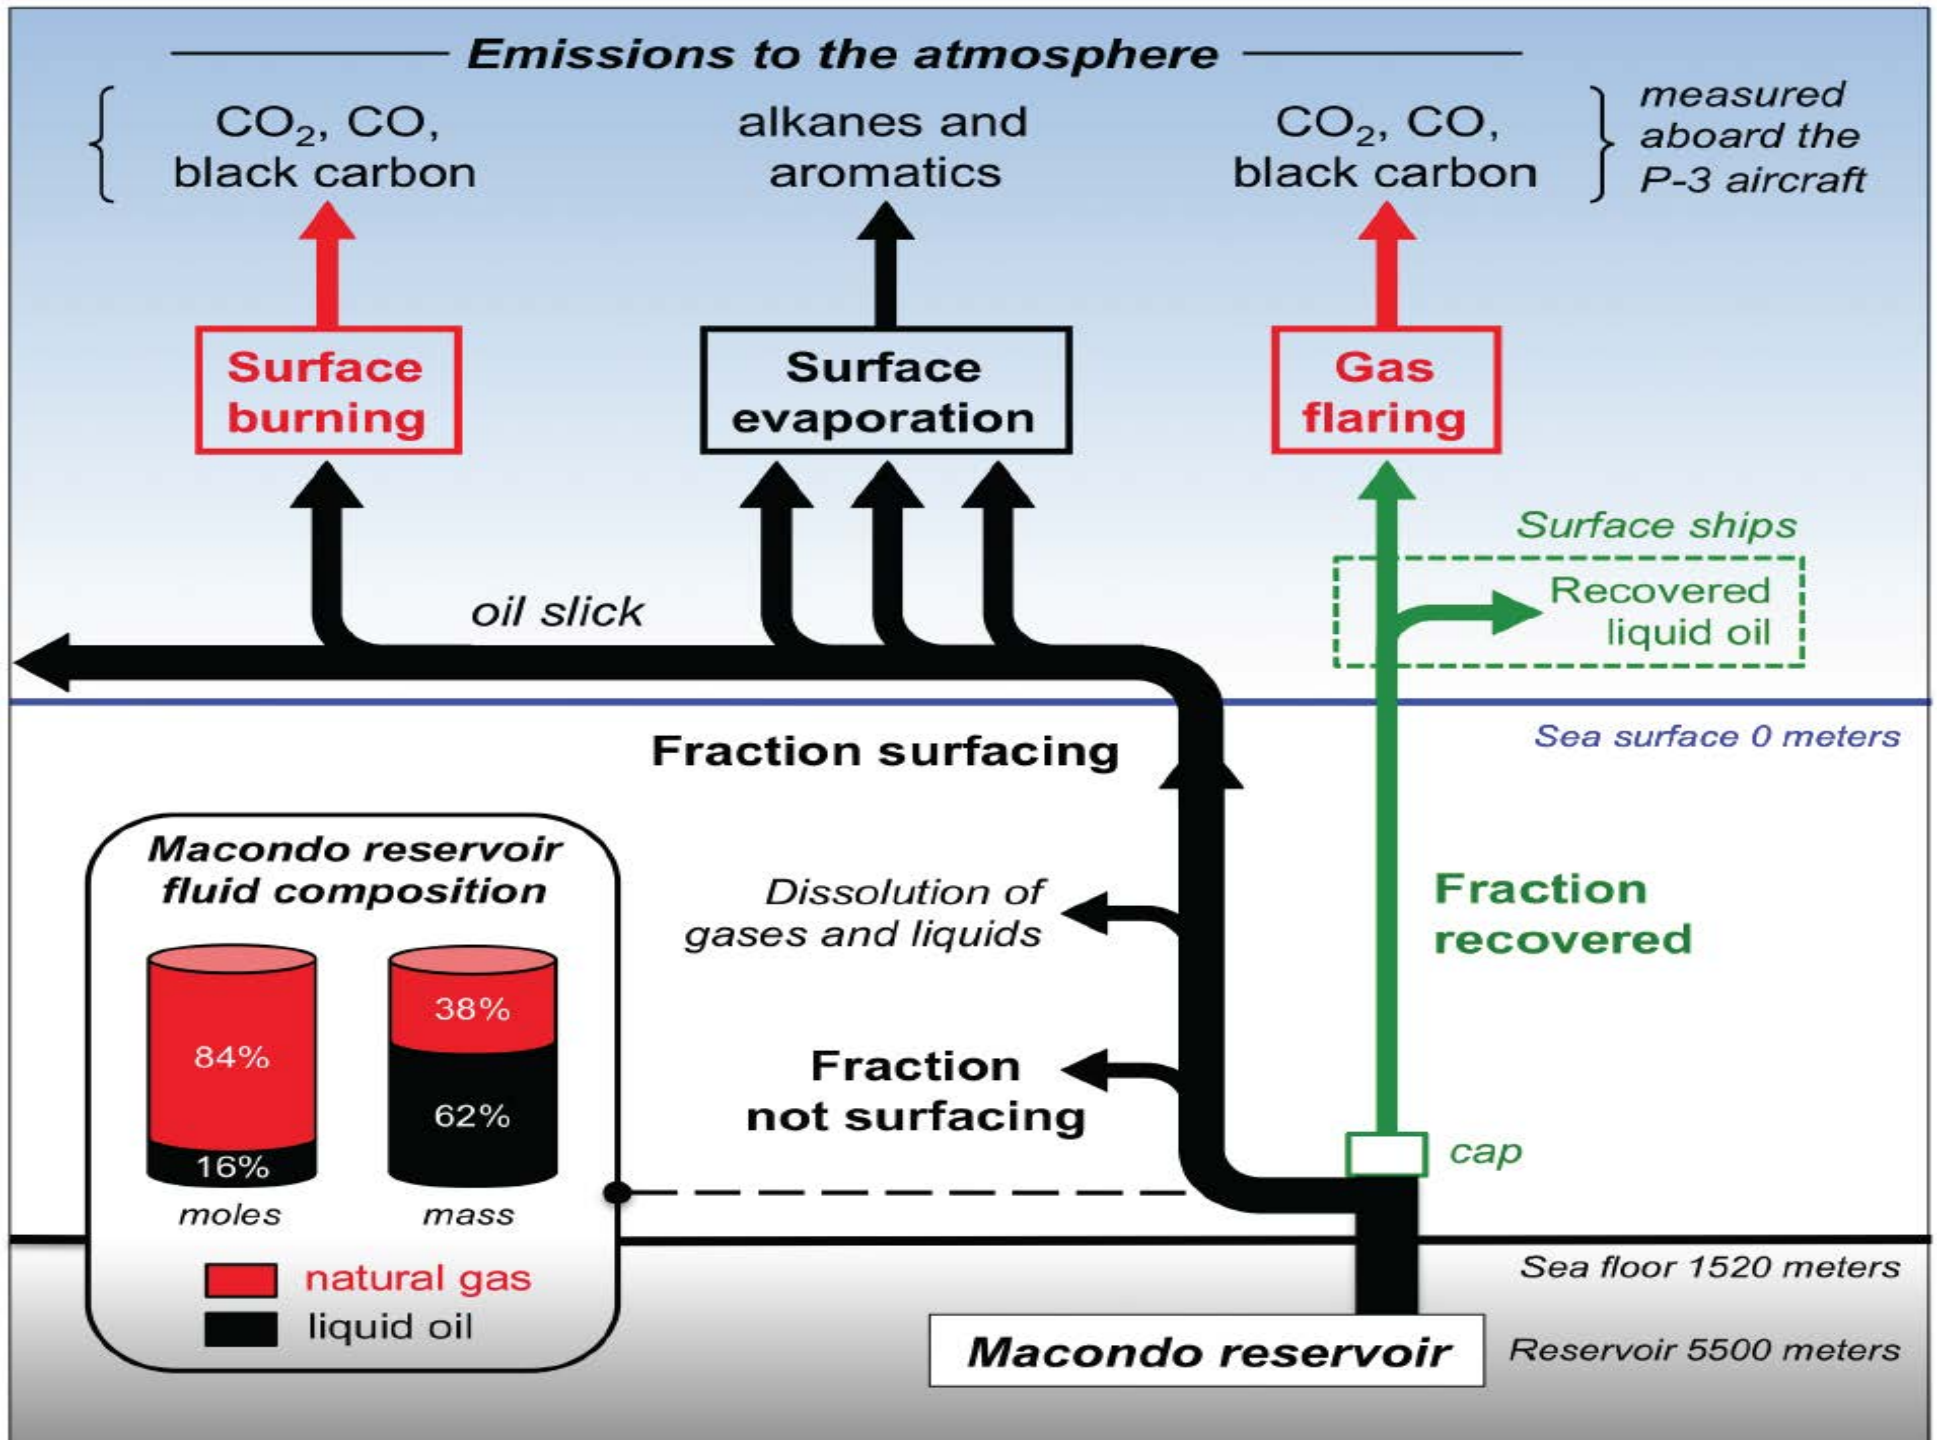 Emissions to the atmosphere
CO₂, CO,
black carbon
alkanes and
aromatics
CO₂, CO,
black carbon
measured
aboard the
P-3 aircraft
Surface
burning
Surface
evaporation
Gas
flaring
Surface ships
Recovered
liquid oil
oil slick
Sea surface 0 meters
Fraction surfacing
Macondo reservoir
fluid composition
84%
16%
moles
38%
62%
mass
natural gas
liquid oil
Dissolution of
gases and liquids
Fraction
not surfacing
Fraction
recovered
cap
Sea floor 1520 meters
Macondo reservoir
Reservoir 5500 meters